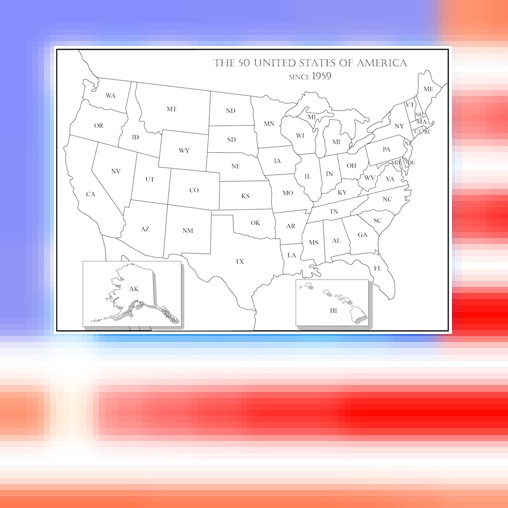 THE 50 UNITED STATES OF AMERICA
SINCE 1959
WA
MT
ND
MN
ME
VT
NH
OR
ID
WY
SD
WI
MI
MI
NY
MA
CT
RI
NV
UT
CO
NE
IA
IL
IN
OH
PA
NJ
MD
DE
CA
KS
MO
KY
WV
VA
AZ
NM
OK
AR
TN
NC
SC
TX
LA
MS
AL
GA
FL
AK
HI